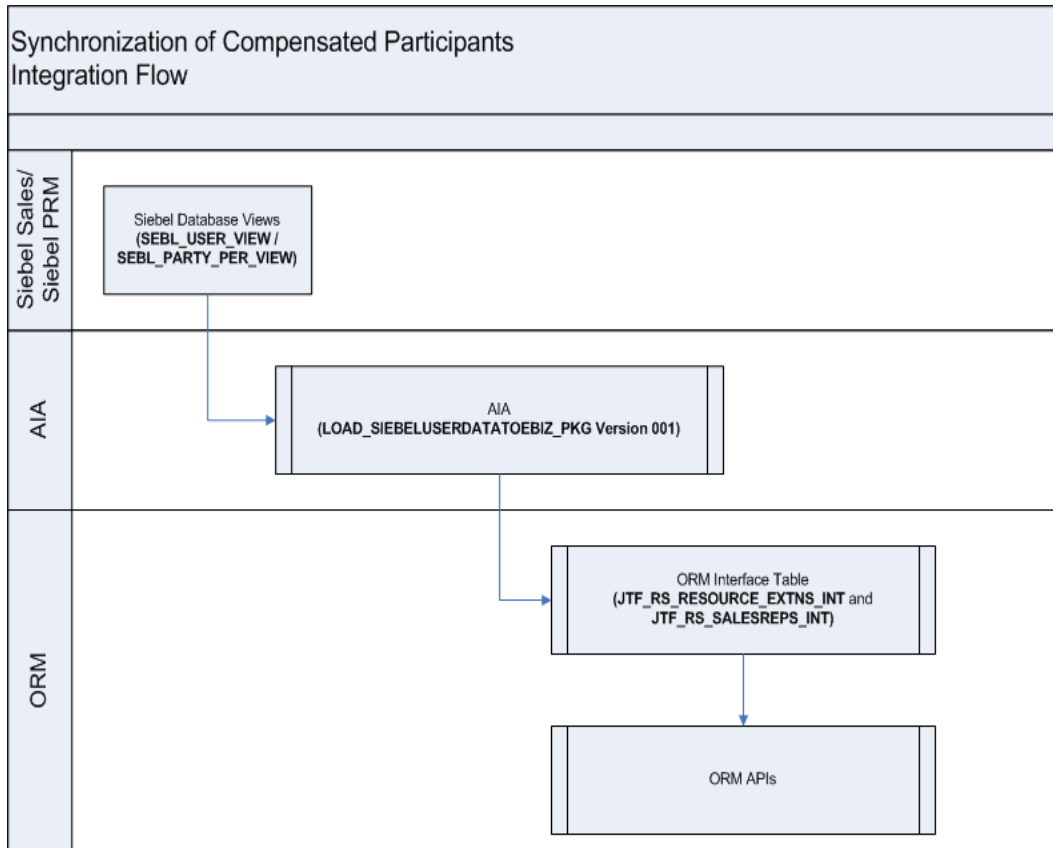 Synchronization of Compensated Participants
Integration Flow
Siebel Sales/
Siebel PRM
Siebel Database Views
(SEBL_USER_VIEW /
SEBL_PARTY_PER_VIEW)
AIA
AIA
(LOAD_SIEBELUSERDATATOEBIZ_PKG Version 001)
ORM
ORM Interface Table
(JTF_RS_RESOURCE_EXTNS_INT and
JTF_RS_SALESREPS_INT)
ORM APIs